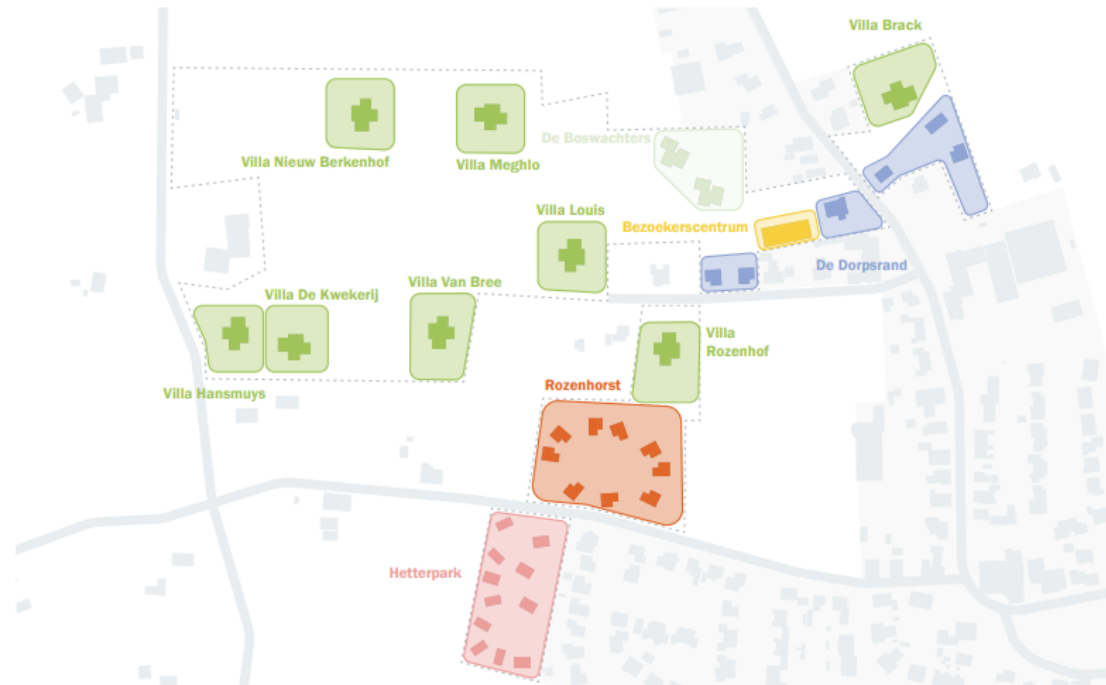 Villa Brack
De Boswachters
Villa Nieuw Berkenhof
Villa Meghlo
Villa Louis
Bezoekerscentrum
De Dorpsrand
Villa Van Bree
Villa De Kwekerij
Villa
Rozenhof
Villa Hansmuys
Rozenhorst
Hetterpark